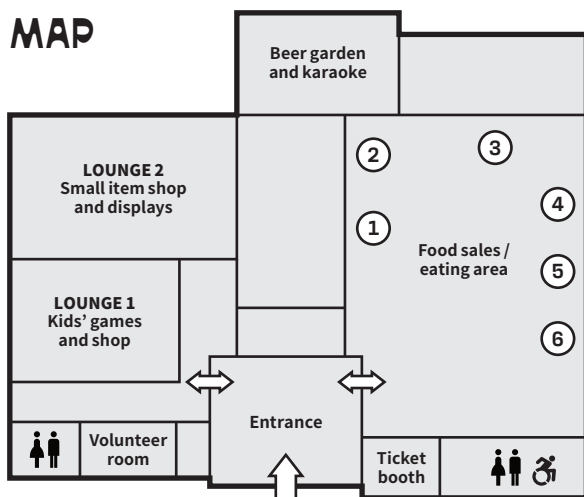 MAP
Beer garden
and karaoke
LOUNGE 2
Small item shop
and displays
2
3
4
1
Food sales /
eating area
5
LOUNGE 1
Kids' games
and shop
6
Entrance
Volunteer
room
Ticket
booth